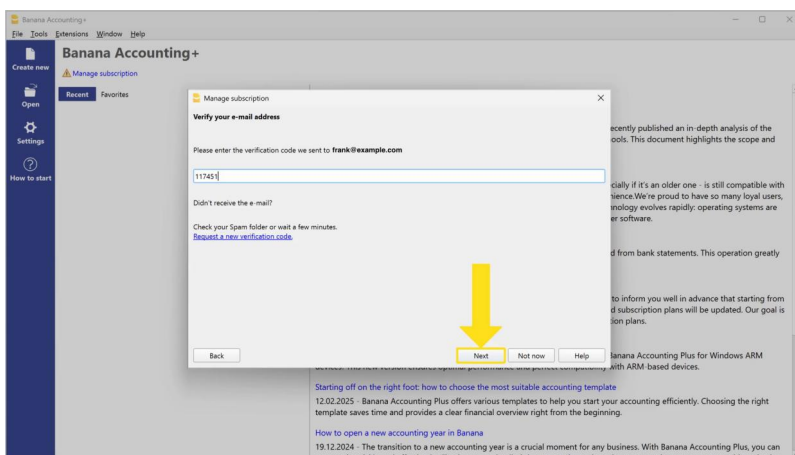 Banana Accounting+
File Tools Extensions Window Help
Create new
Open
Settings
How to start
Banana Accounting+
Manage subscription
Recent Favorites
Manage subscription
Verify your e-mail address
Please enter the verification code we sent to frank@example.com
117451
Didn't receive the e-mail?
Check your Spam folder or wait a few minutes.
Request a new verification code.
Back Next Not now Help
ecently published an in-depth analysis of the
ools. This document highlights the scope and
cially if it's an older one - is still compatible with
nience.We're proud to have so many loyal users,
nology evolves rapidly: operating systems are
er software.
d from bank statements. This operation greatly
to inform you well in advance that starting from
d subscription plans will be updated. Our goal is
ion plans.
Banana Accounting Plus for Windows ARM
devices. This new version ensures optimal performance and perfect compatibility with ARM-based devices.
Starting off on the right foot: how to choose the most suitable accounting template
12.02.2025 - Banana Accounting Plus offers various templates to help you start your accounting efficiently. Choosing the right
template saves time and provides a clear financial overview right from the beginning.
How to open a new accounting year in Banana
19.12.2024 - The transition to a new accounting year is a crucial moment for any business. With Banana Accounting Plus, you can